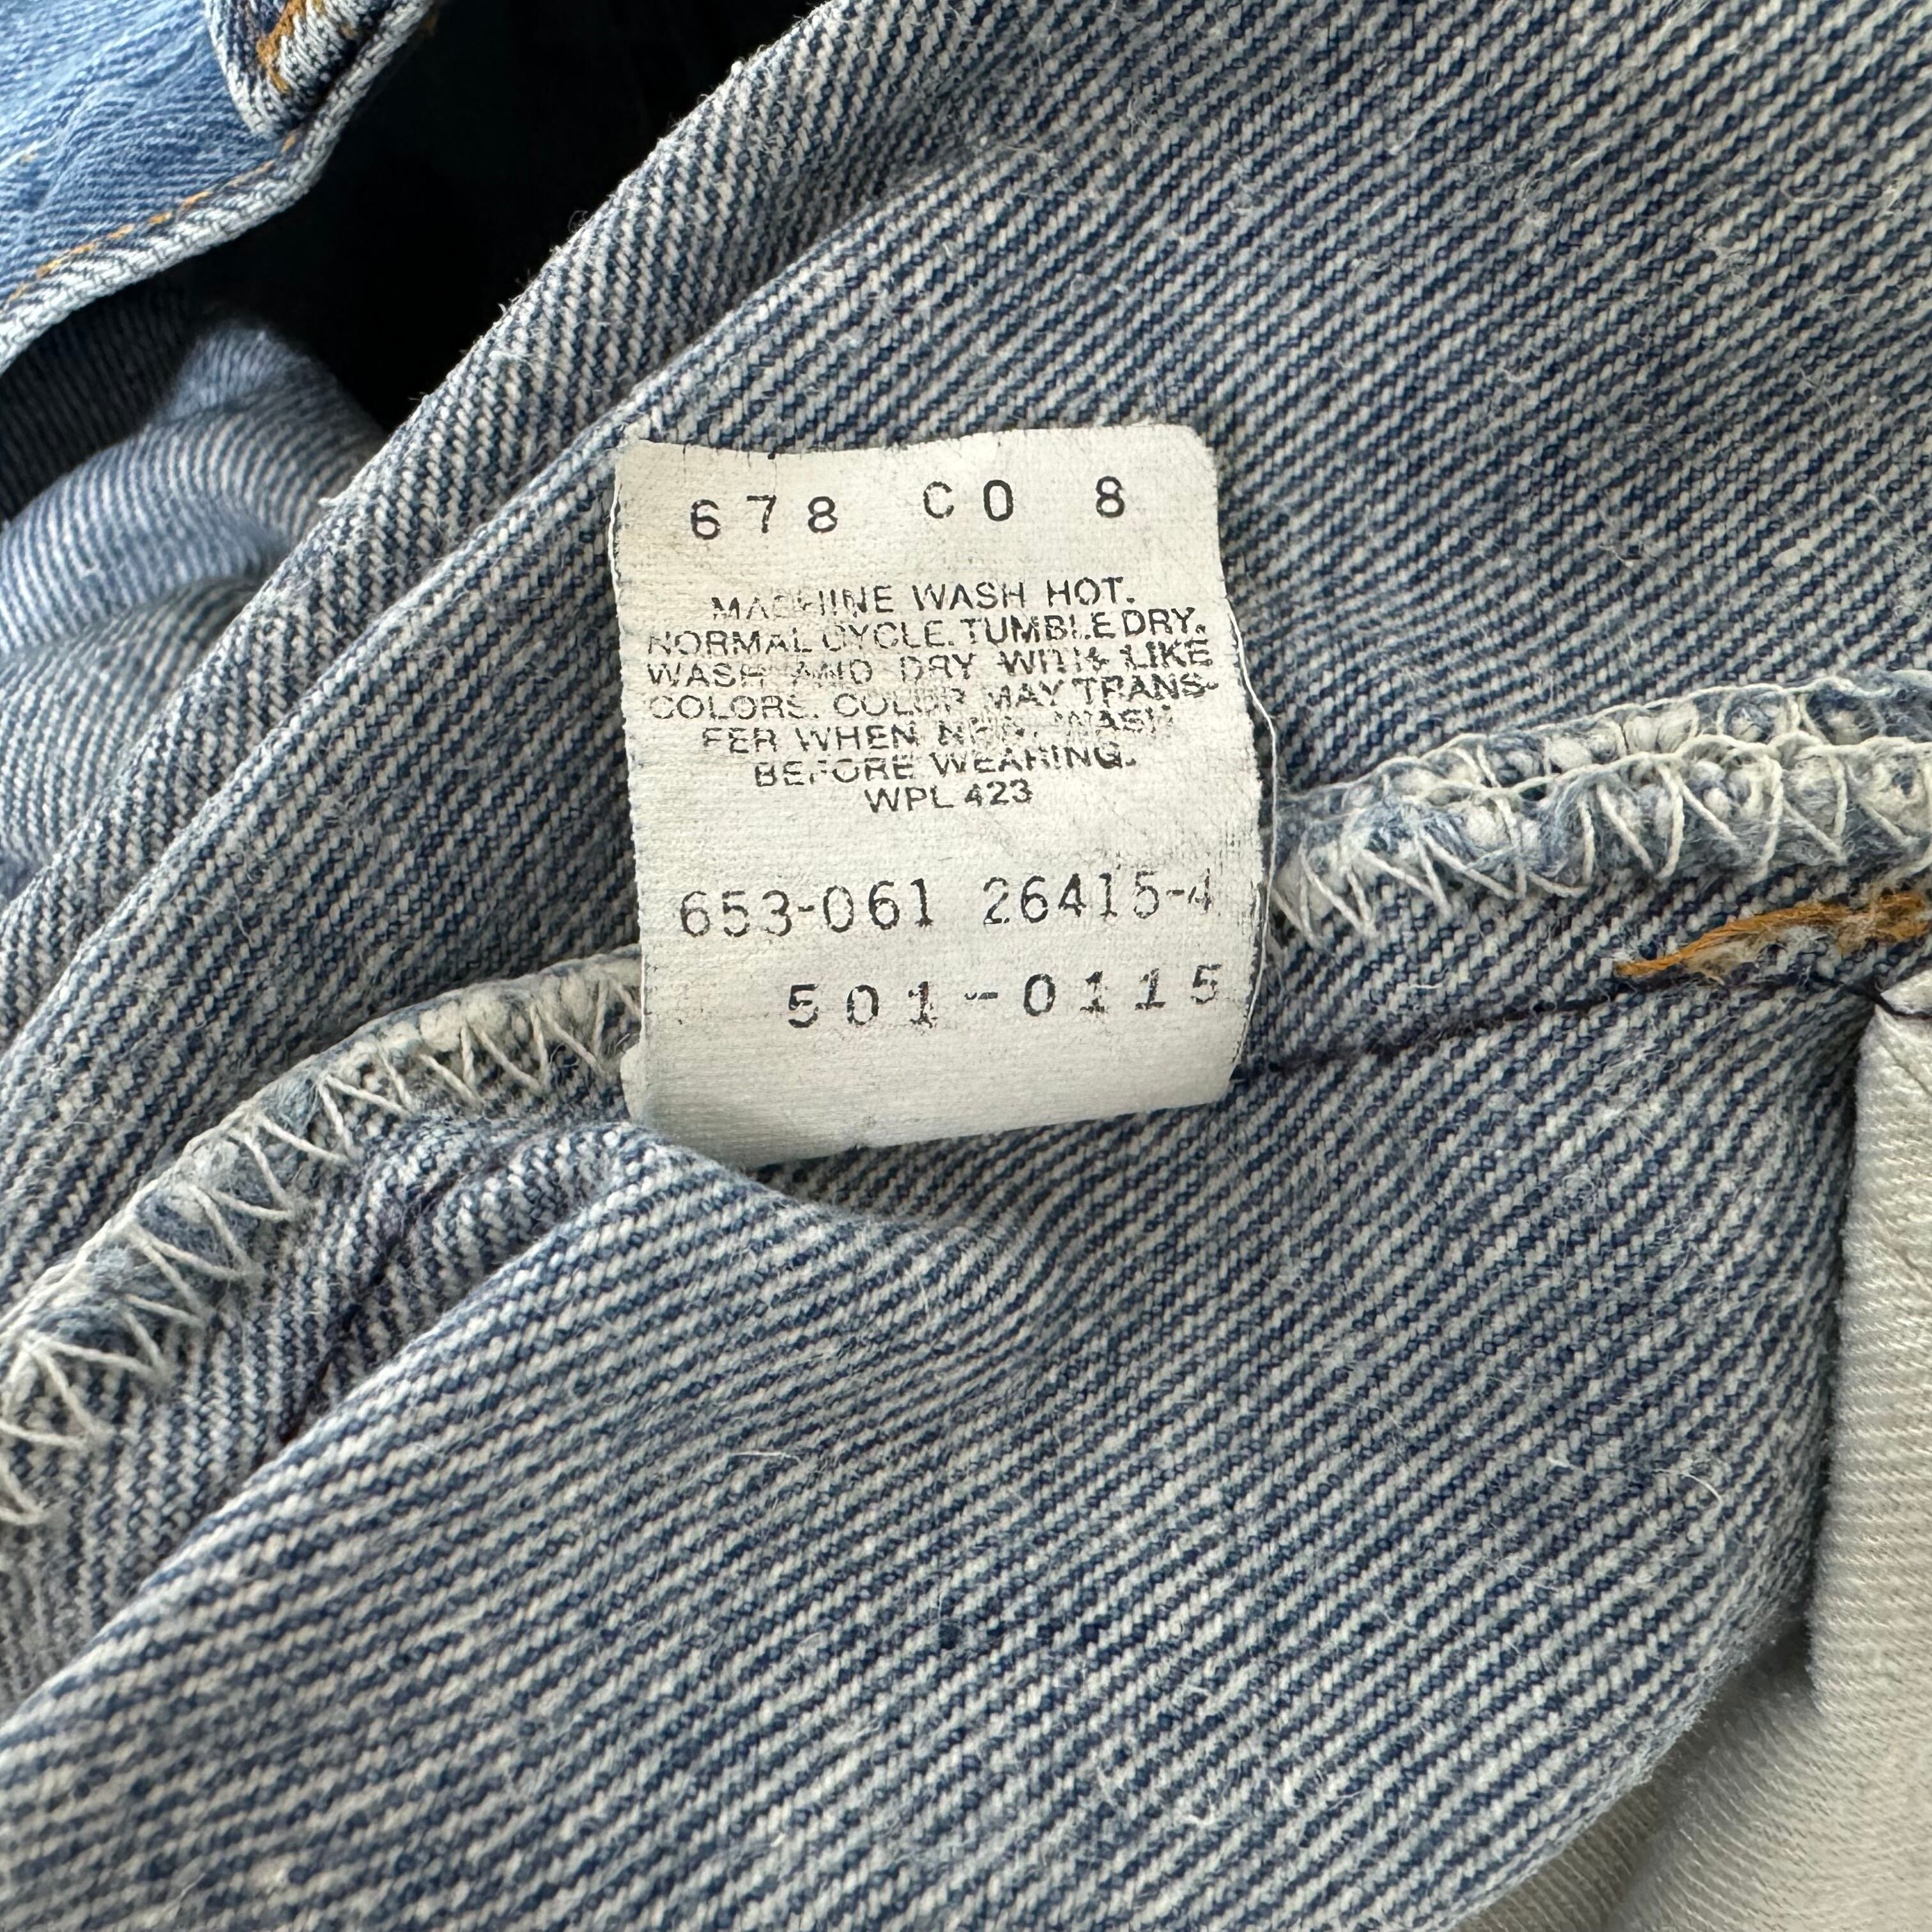 678 CO 8
MACHINE WASH HOT.
NORMAL CYCLE. TUMBLE DRY.
WASH AND DRY WITH LIKE
COLORS. COLOR MAY TRANS-
FER WHEN NEW. WASH
BEFORE WEARING.
WPL 423
653-061 26415-4
501-0115